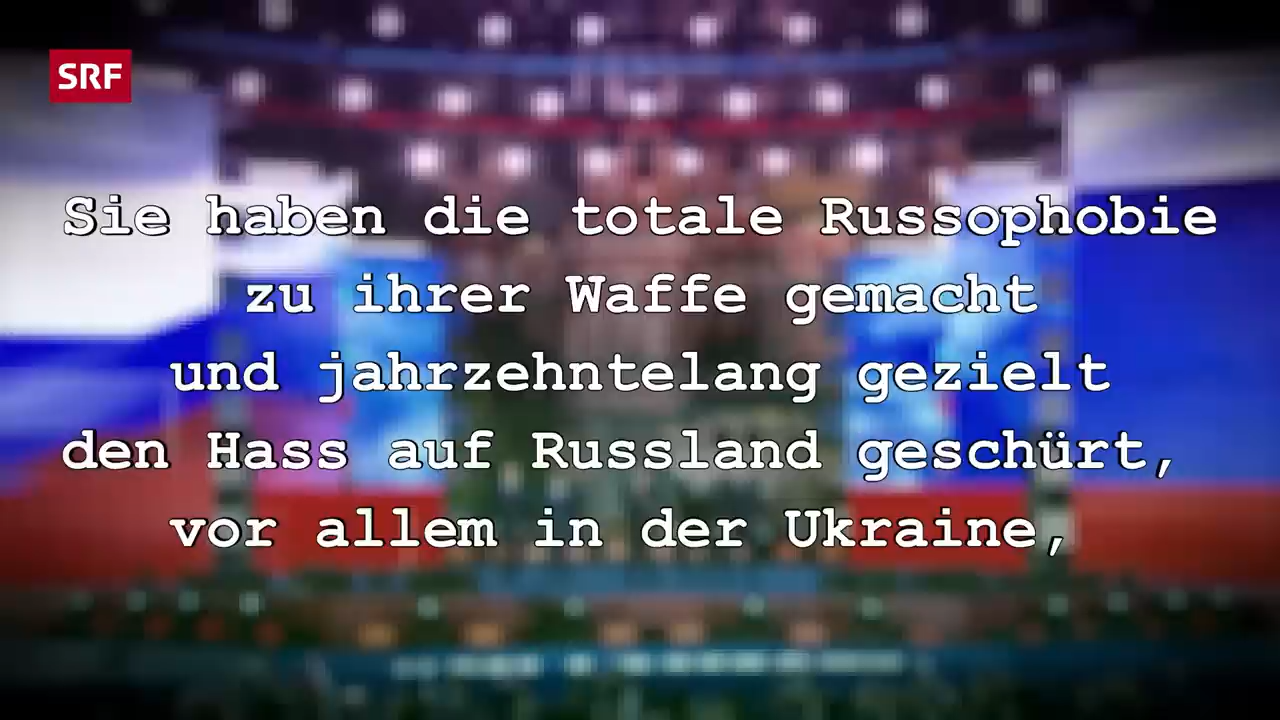 SRF
Sie haben die totale Russophobie
zu ihrer Waffe gemacht
und jahrzehntelang gezielt
den Hass auf Russland geschürt,
vor allem in der Ukraine,